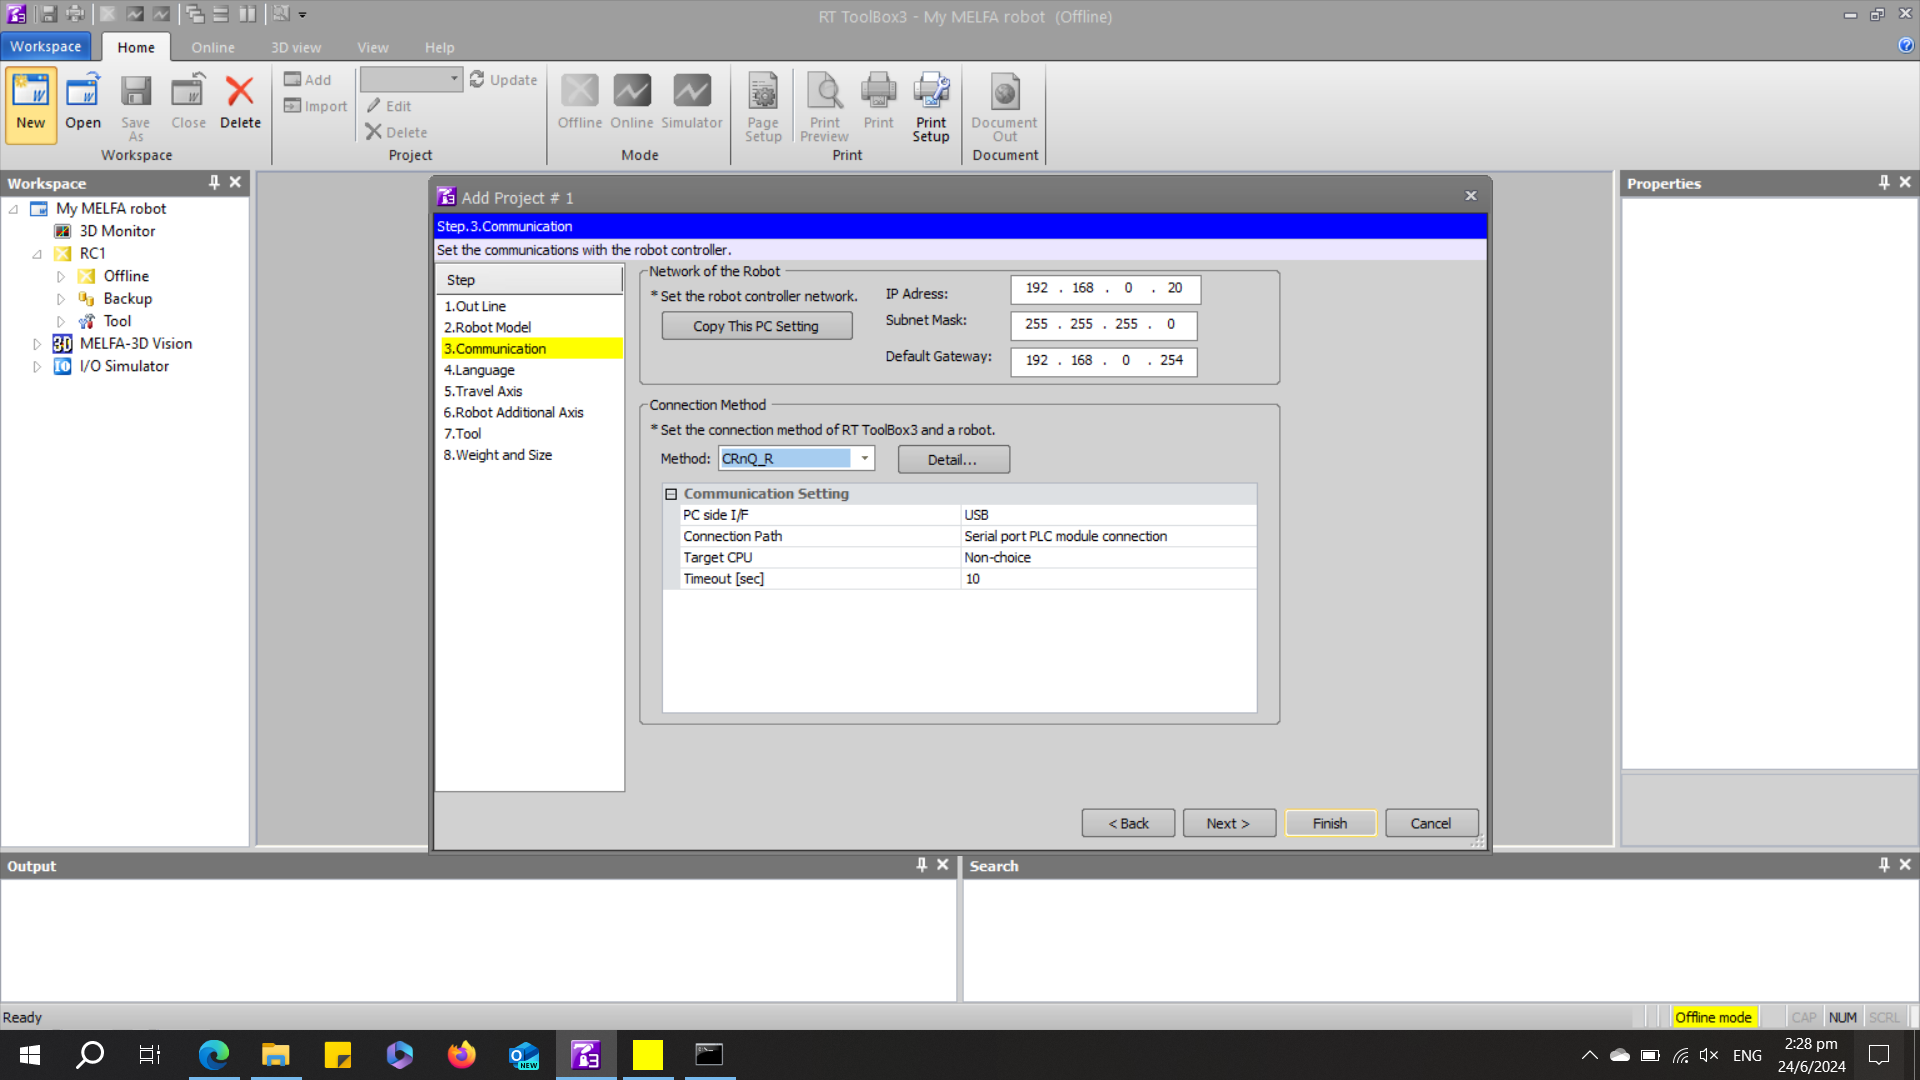 RT ToolBox3 - My MELFA robot (Offline)
Workspace
Home
Online
3D view
View
Help
New
Open
Save As
Close
Delete
Workspace
Add
Import
Update
Edit
Delete
Project
Offline
Online
Simulator
Mode
Page Setup
Print Preview
Print
Print Setup
Print
Document Out
Document
Workspace
My MELFA robot
3D Monitor
RC1
Offline
Backup
Tool
MELFA-3D Vision
I/O Simulator
Add Project # 1
Step.3.Communication
Set the communications with the robot controller.
Step
1.Out Line
2.Robot Model
3.Communication
4.Language
5.Travel Axis
6.Robot Additional Axis
7.Tool
8.Weight and Size
Network of the Robot
* Set the robot controller network.
Copy This PC Setting
IP Adress: 192 . 168 . 0 . 20
Subnet Mask: 255 . 255 . 255 . 0
Default Gateway: 192 . 168 . 0 . 254
Connection Method
* Set the connection method of RT ToolBox3 and a robot.
Method: CRnQ_R Detail...
Communication Setting
PC side I/F USB
Connection Path Serial port PLC module connection
Target CPU Non-choice
Timeout [sec] 10
< Back
Next >
Finish
Cancel
Properties
Output
Search
Ready
Offline mode
CAP
NUM
SCRL
NEW
ENG
2:28 pm
24/6/2024